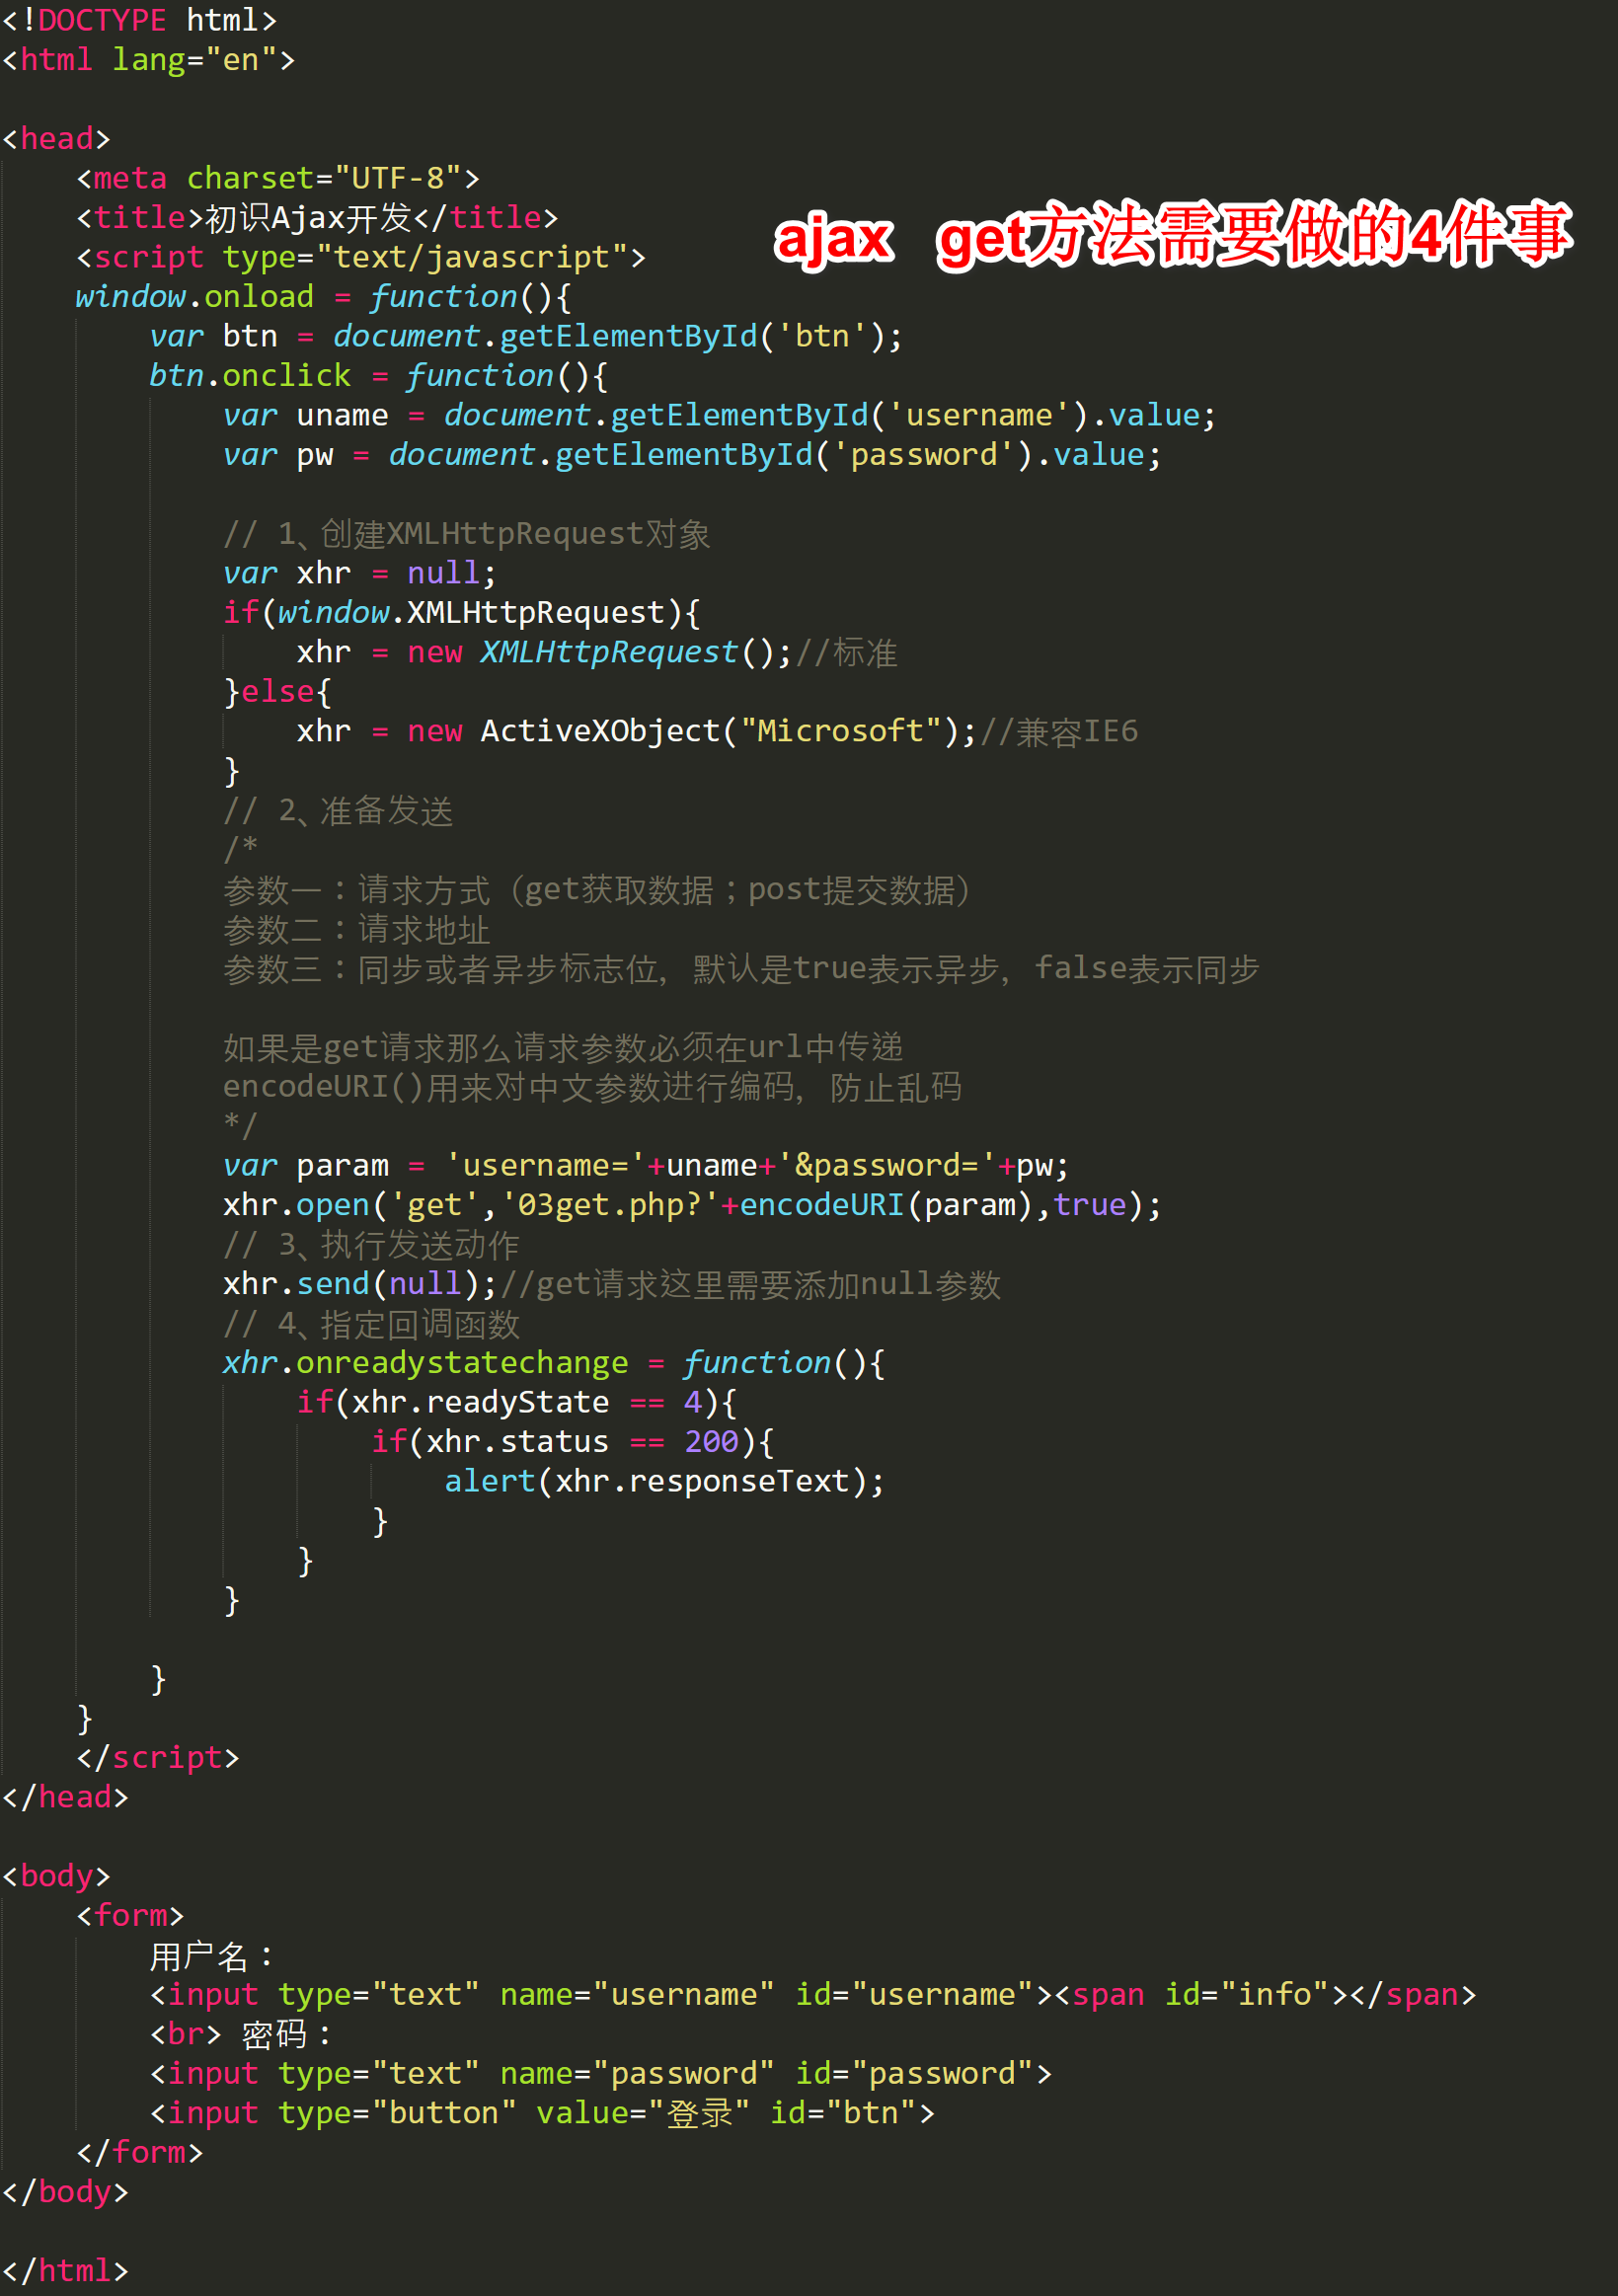 <!DOCTYPE html>
<html lang="en">
<head>
<meta charset="UTF-8">
<title>初识Ajax开发</title>
ajax get方法需要做的4件事
<script type="text/javascript">
window.onload = function(){
var btn = document.getElementById('btn');
btn.onclick = function(){
var uname = document.getElementById('username').value;
var pw = document.getElementById('password').value;
// 1、创建XMLHttpRequest对象
var xhr = null;
if(window.XMLHttpRequest){
xhr = new XMLHttpRequest();//标准
}else{
xhr = new ActiveXObject("Microsoft");//兼容IE6
}
// 2、准备发送
/*
参数一：请求方式（get获取数据；post提交数据）
参数二：请求地址
参数三：同步或者异步标志位，默认是true表示异步，false表示同步
如果是get请求那么请求参数必须在url中传递
encodeURI()用来对中文参数进行编码，防止乱码
*/
var param = 'username='+uname+'&password='+pw;
xhr.open('get','03get.php?'+encodeURI(param),true);
// 3、执行发送动作
xhr.send(null);//get请求这里需要添加null参数
// 4、指定回调函数
xhr.onreadystatechange = function(){
if(xhr.readyState == 4){
if(xhr.status == 200){
alert(xhr.responseText);
}
}
}
}
}
</script>
</head>
<body>
<form>
用户名：
<input type="text" name="username" id="username"><span id="info"></span>
<br> 密码：
<input type="text" name="password" id="password">
<input type="button" value="登录" id="btn">
</form>
</body>
</html>